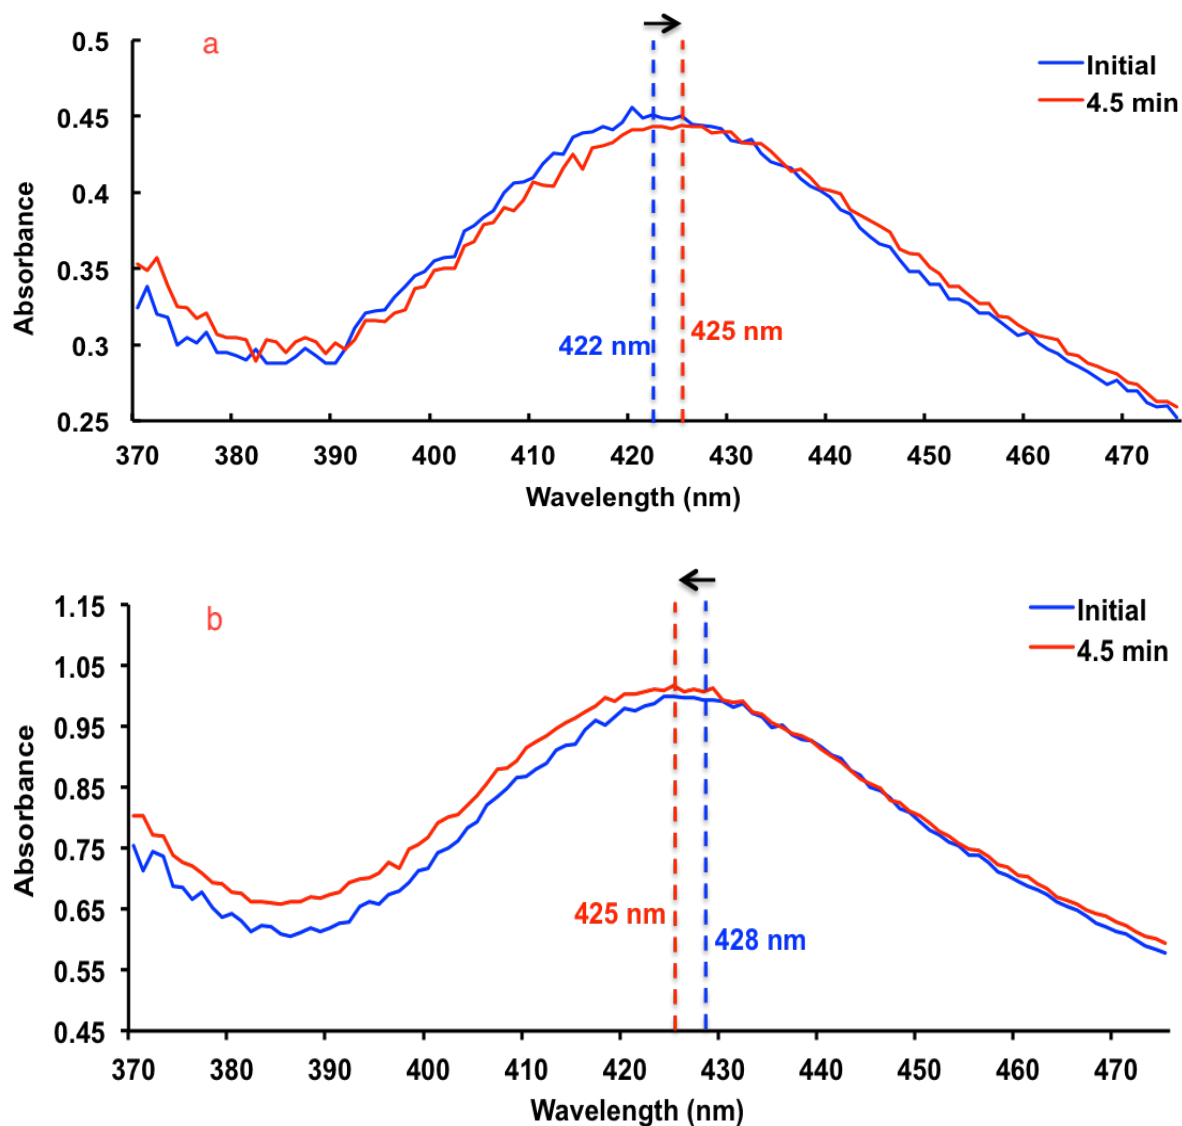 a
Initial
4.5 min
0.5
0.45
0.4
0.35
0.3
0.25
Absorbance
422 nm
425 nm
370 380 390 400 410 420 430 440 450 460 470
Wavelength (nm)
b
Initial
4.5 min
1.15
1.05
0.95
0.85
0.75
0.65
0.55
0.45
Absorbance
425 nm
428 nm
370 380 390 400 410 420 430 440 450 460 470
Wavelength (nm)